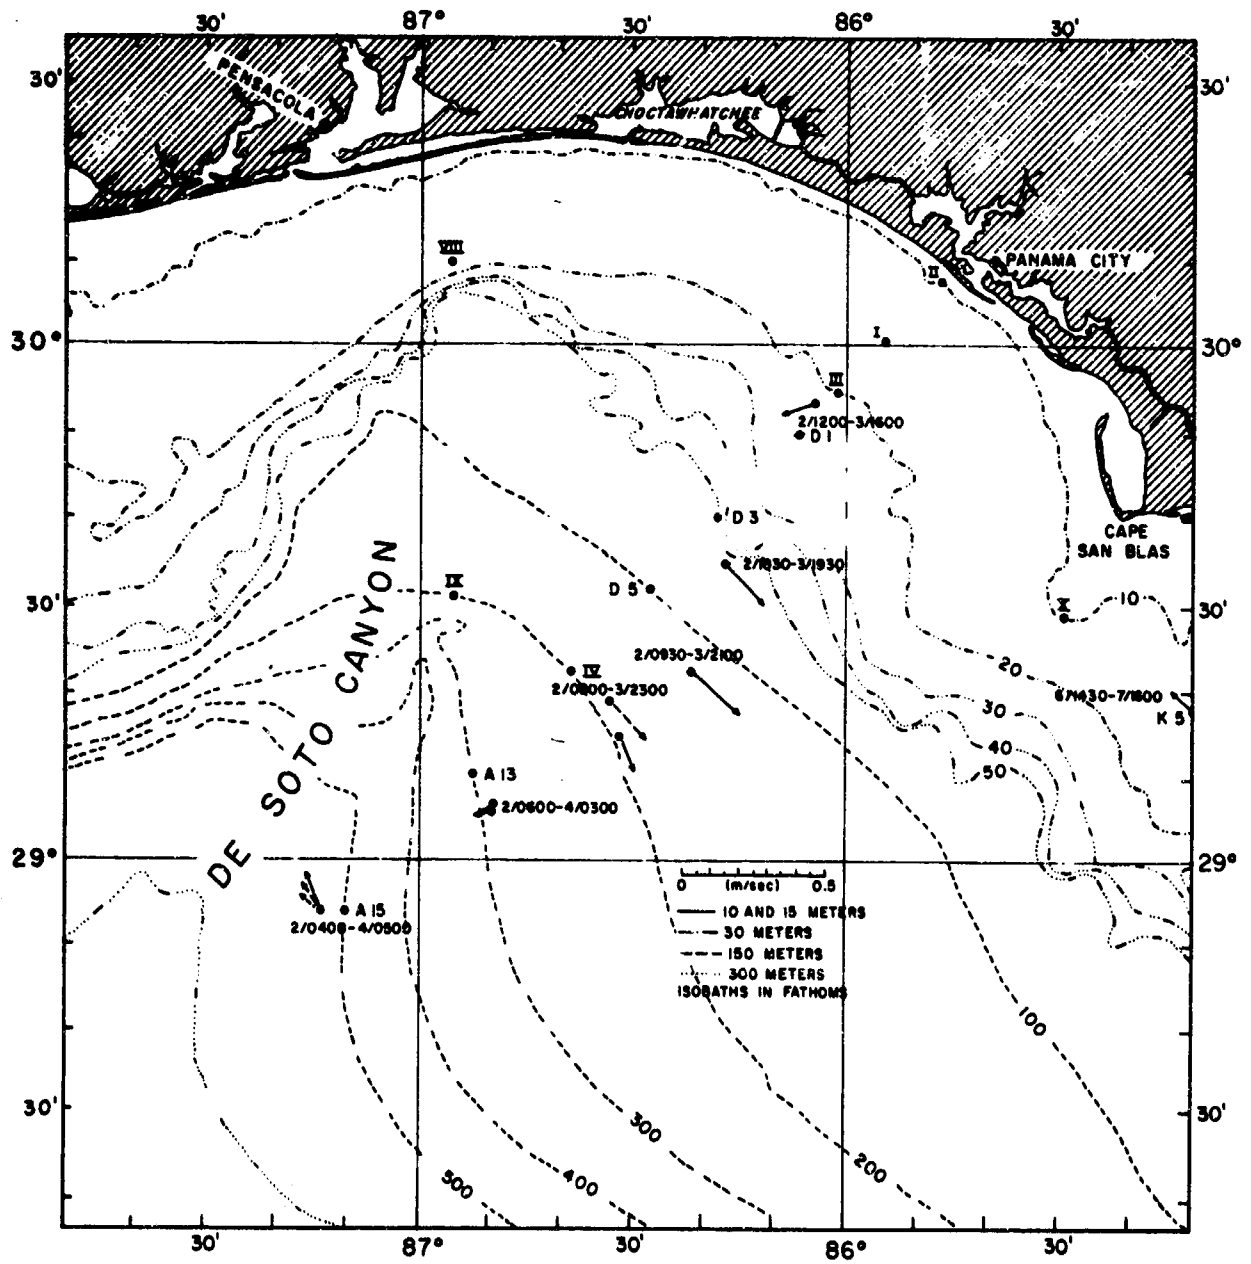 30' 87° 30' 86° 30'
30' 30'
PENSACOLA
CHOCTAWHATCHEE
VIII
PANAMA CITY
II
30° 30°
I
III
2/1200-3/1600
D 1
D 3
CAPE
SAN BLAS
2/1830-3/1930
IX
D 5
30' 30'
X
10
2/0930-3/2100
20
IV
2/0800-3/2300
6/1430-7/1800
30
K 5
40
50
A 13
2/0600-4/0300
DE SOTO CANYON
29° 29°
0 (m/sec) 0.5
A 15
2/0400-4/0500
10 AND 15 METERS
30 METERS
150 METERS
300 METERS
ISOBATHS IN FATHOMS
100
30' 30'
300
200
500
400
30' 87° 30' 86° 30'